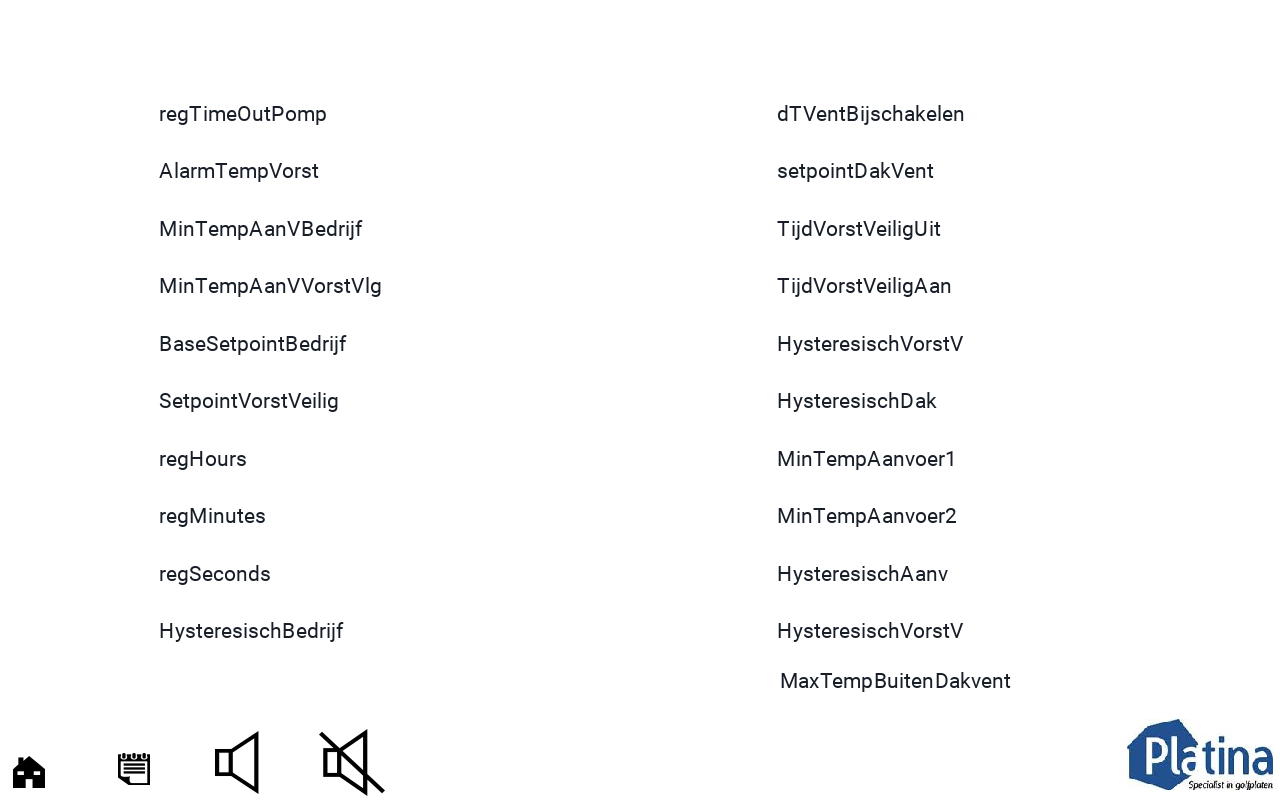 regTimeOutPomp
AlarmTempVorst
MinTempAanVBedrijf
MinTempAanVVorstVlg
BaseSetpointBedrijf
SetpointVorstVeilig
regHours
regMinutes
regSeconds
HysteresischBedrijf
dTVentBijschakelen
setpointDakVent
TijdVorstVeiligUit
TijdVorstVeiligAan
HysteresischVorstV
HysteresischDak
MinTempAanvoer1
MinTempAanvoer2
HysteresischAanv
HysteresischVorstV
MaxTempBuitenDakvent
Platina
Specialist in golfplaten